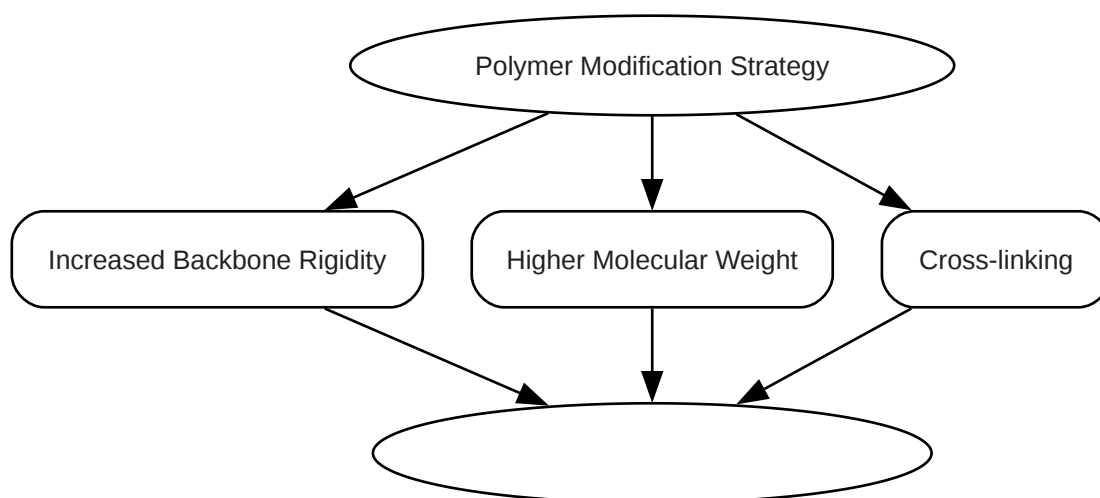 Polymer Modification Strategy
Increased Backbone Rigidity
Higher Molecular Weight
Cross-linking